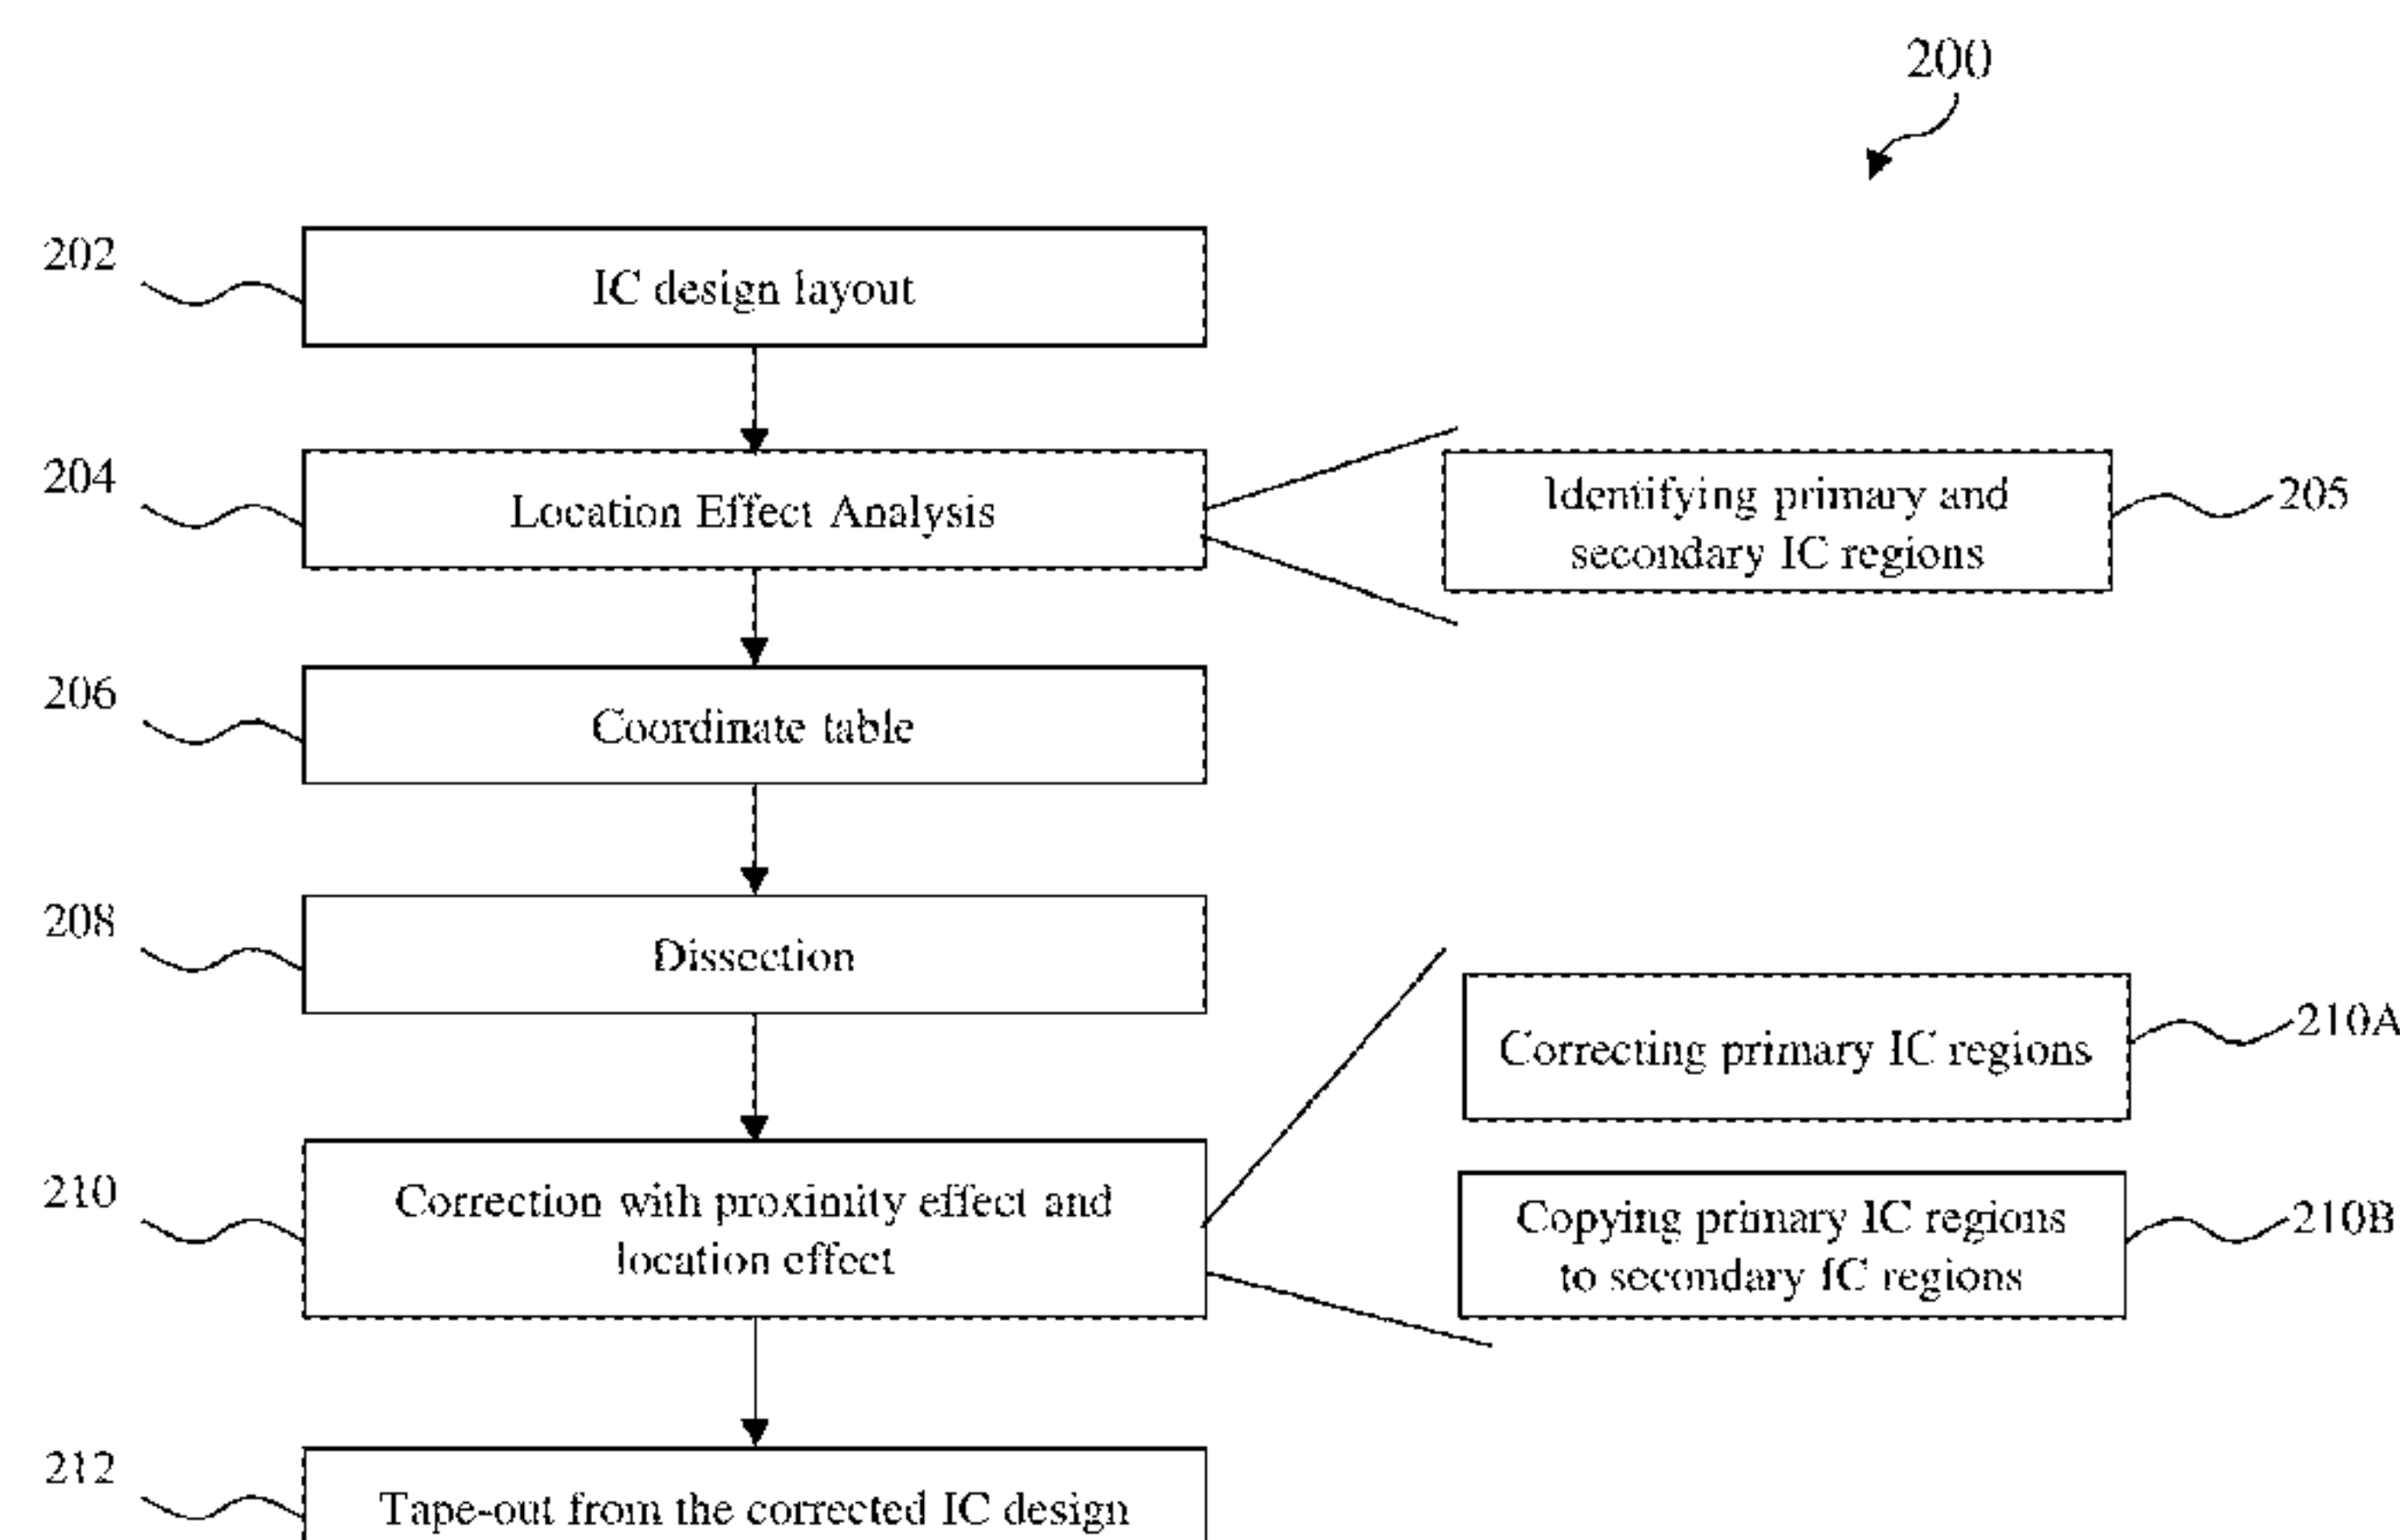 200
202
IC design layout
204
Location Effect Analysis
Identifying primary and
secondary IC regions
205
206
Coordinate table
208
Dissection
Correcting primary IC regions
210A
210
Correction with proximity effect and
location effect
Copying primary IC regions
to secondary IC regions
210B
212
Tape-out from the corrected IC design